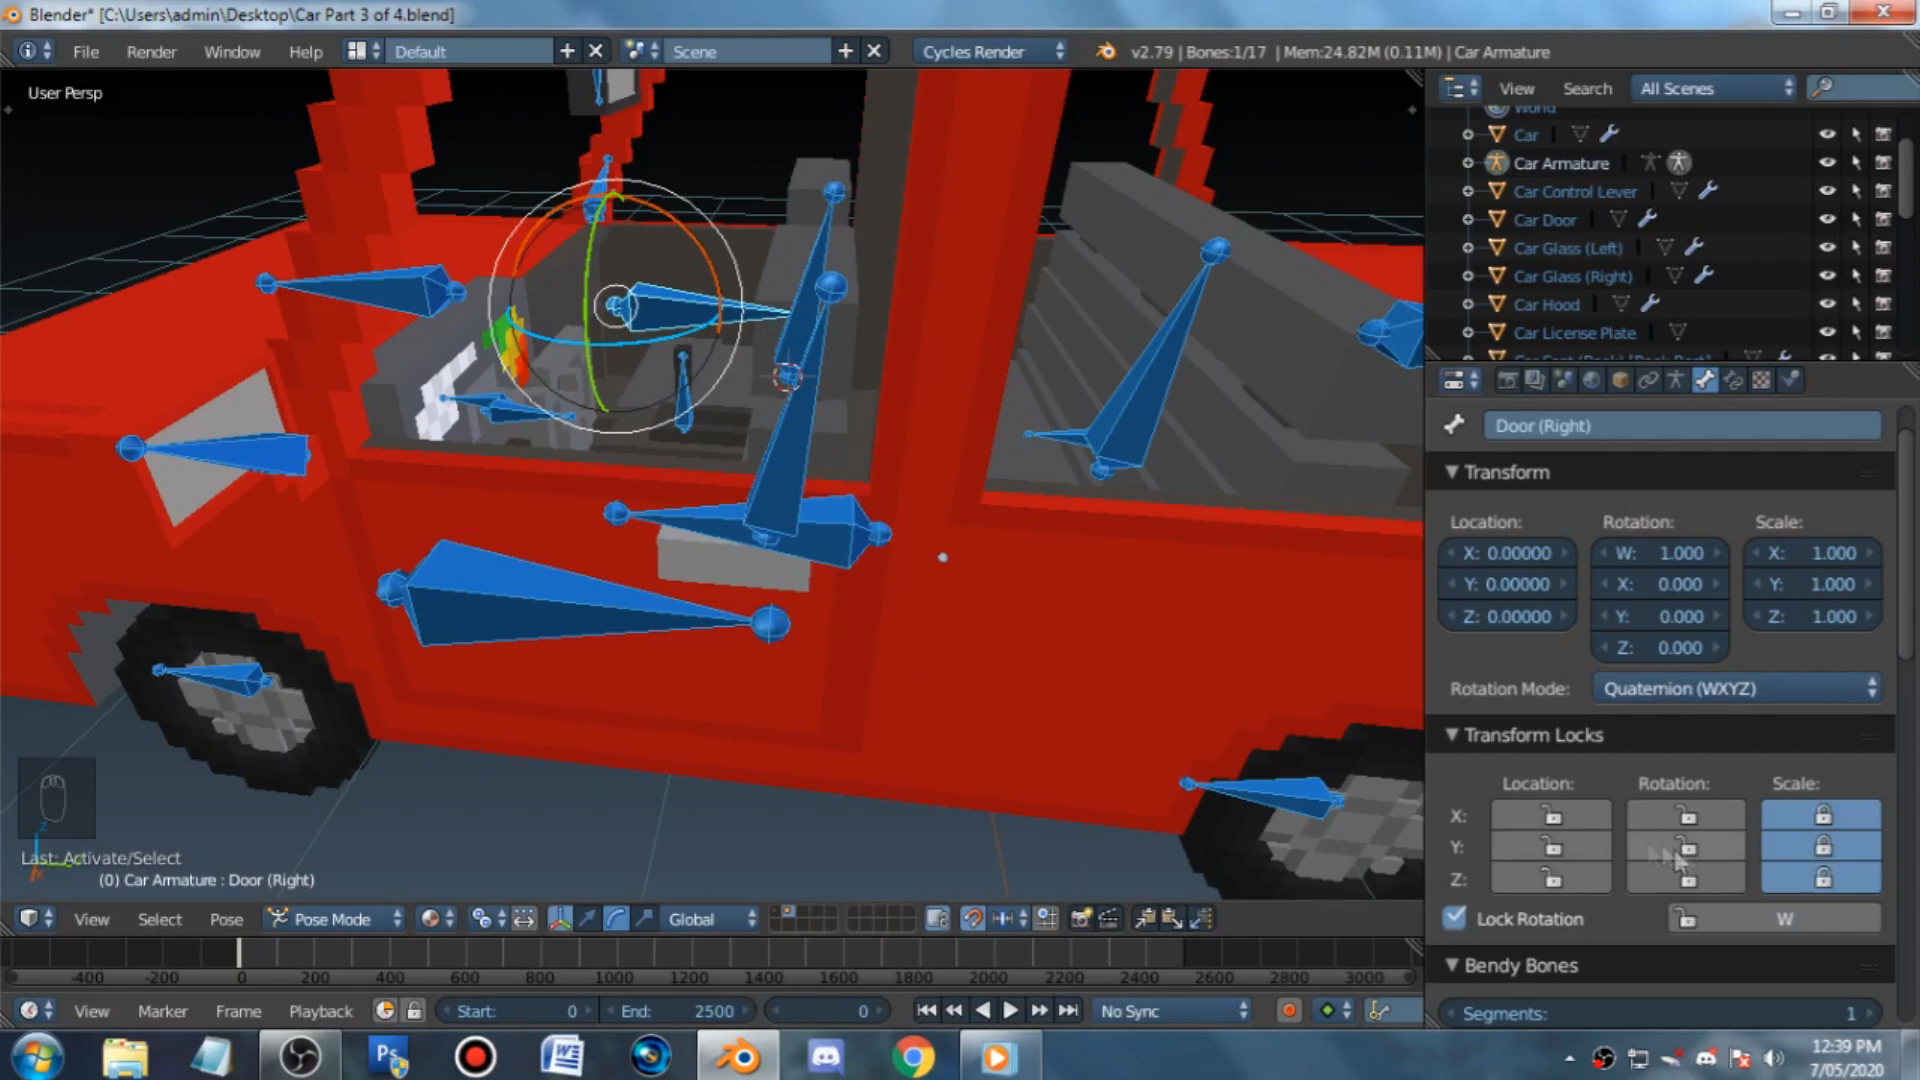 Blender* [C:\Users\admin\Desktop\Car Part 3 of 4.blend]
File Render Window Help Default Scene Cycles Render v2.79 | Bones:1/17 | Mem:24.82M (0.11M) | Car Armature
User Persp
View Search All Scenes
World
Car
Car Armature
Car Control Lever
Car Door
Car Glass (Left)
Car Glass (Right)
Car Hood
Car License Plate
Door (Right)
Transform
Location: Rotation: Scale:
X: 0.00000 W: 1.000 X: 1.000
Y: 0.00000 X: 0.000 Y: 1.000
Z: 0.00000 Y: 0.000 Z: 1.000
Z: 0.000
Rotation Mode: Quaternion (WXYZ)
Transform Locks
Location: Rotation: Scale:
X:
Y:
Z:
Lock Rotation W
Bendy Bones
Segments: 1
Last: Activate/Select
(0) Car Armature : Door (Right)
View Select Pose Pose Mode Global
-400 -200 0 200 400 600 800 1000 1200 1400 1600 1800 2000 2200 2400 2600 2800 3000
View Marker Frame Playback Start: 0 End: 2500 0 No Sync
Ps W
12:39 PM
7/05/2020